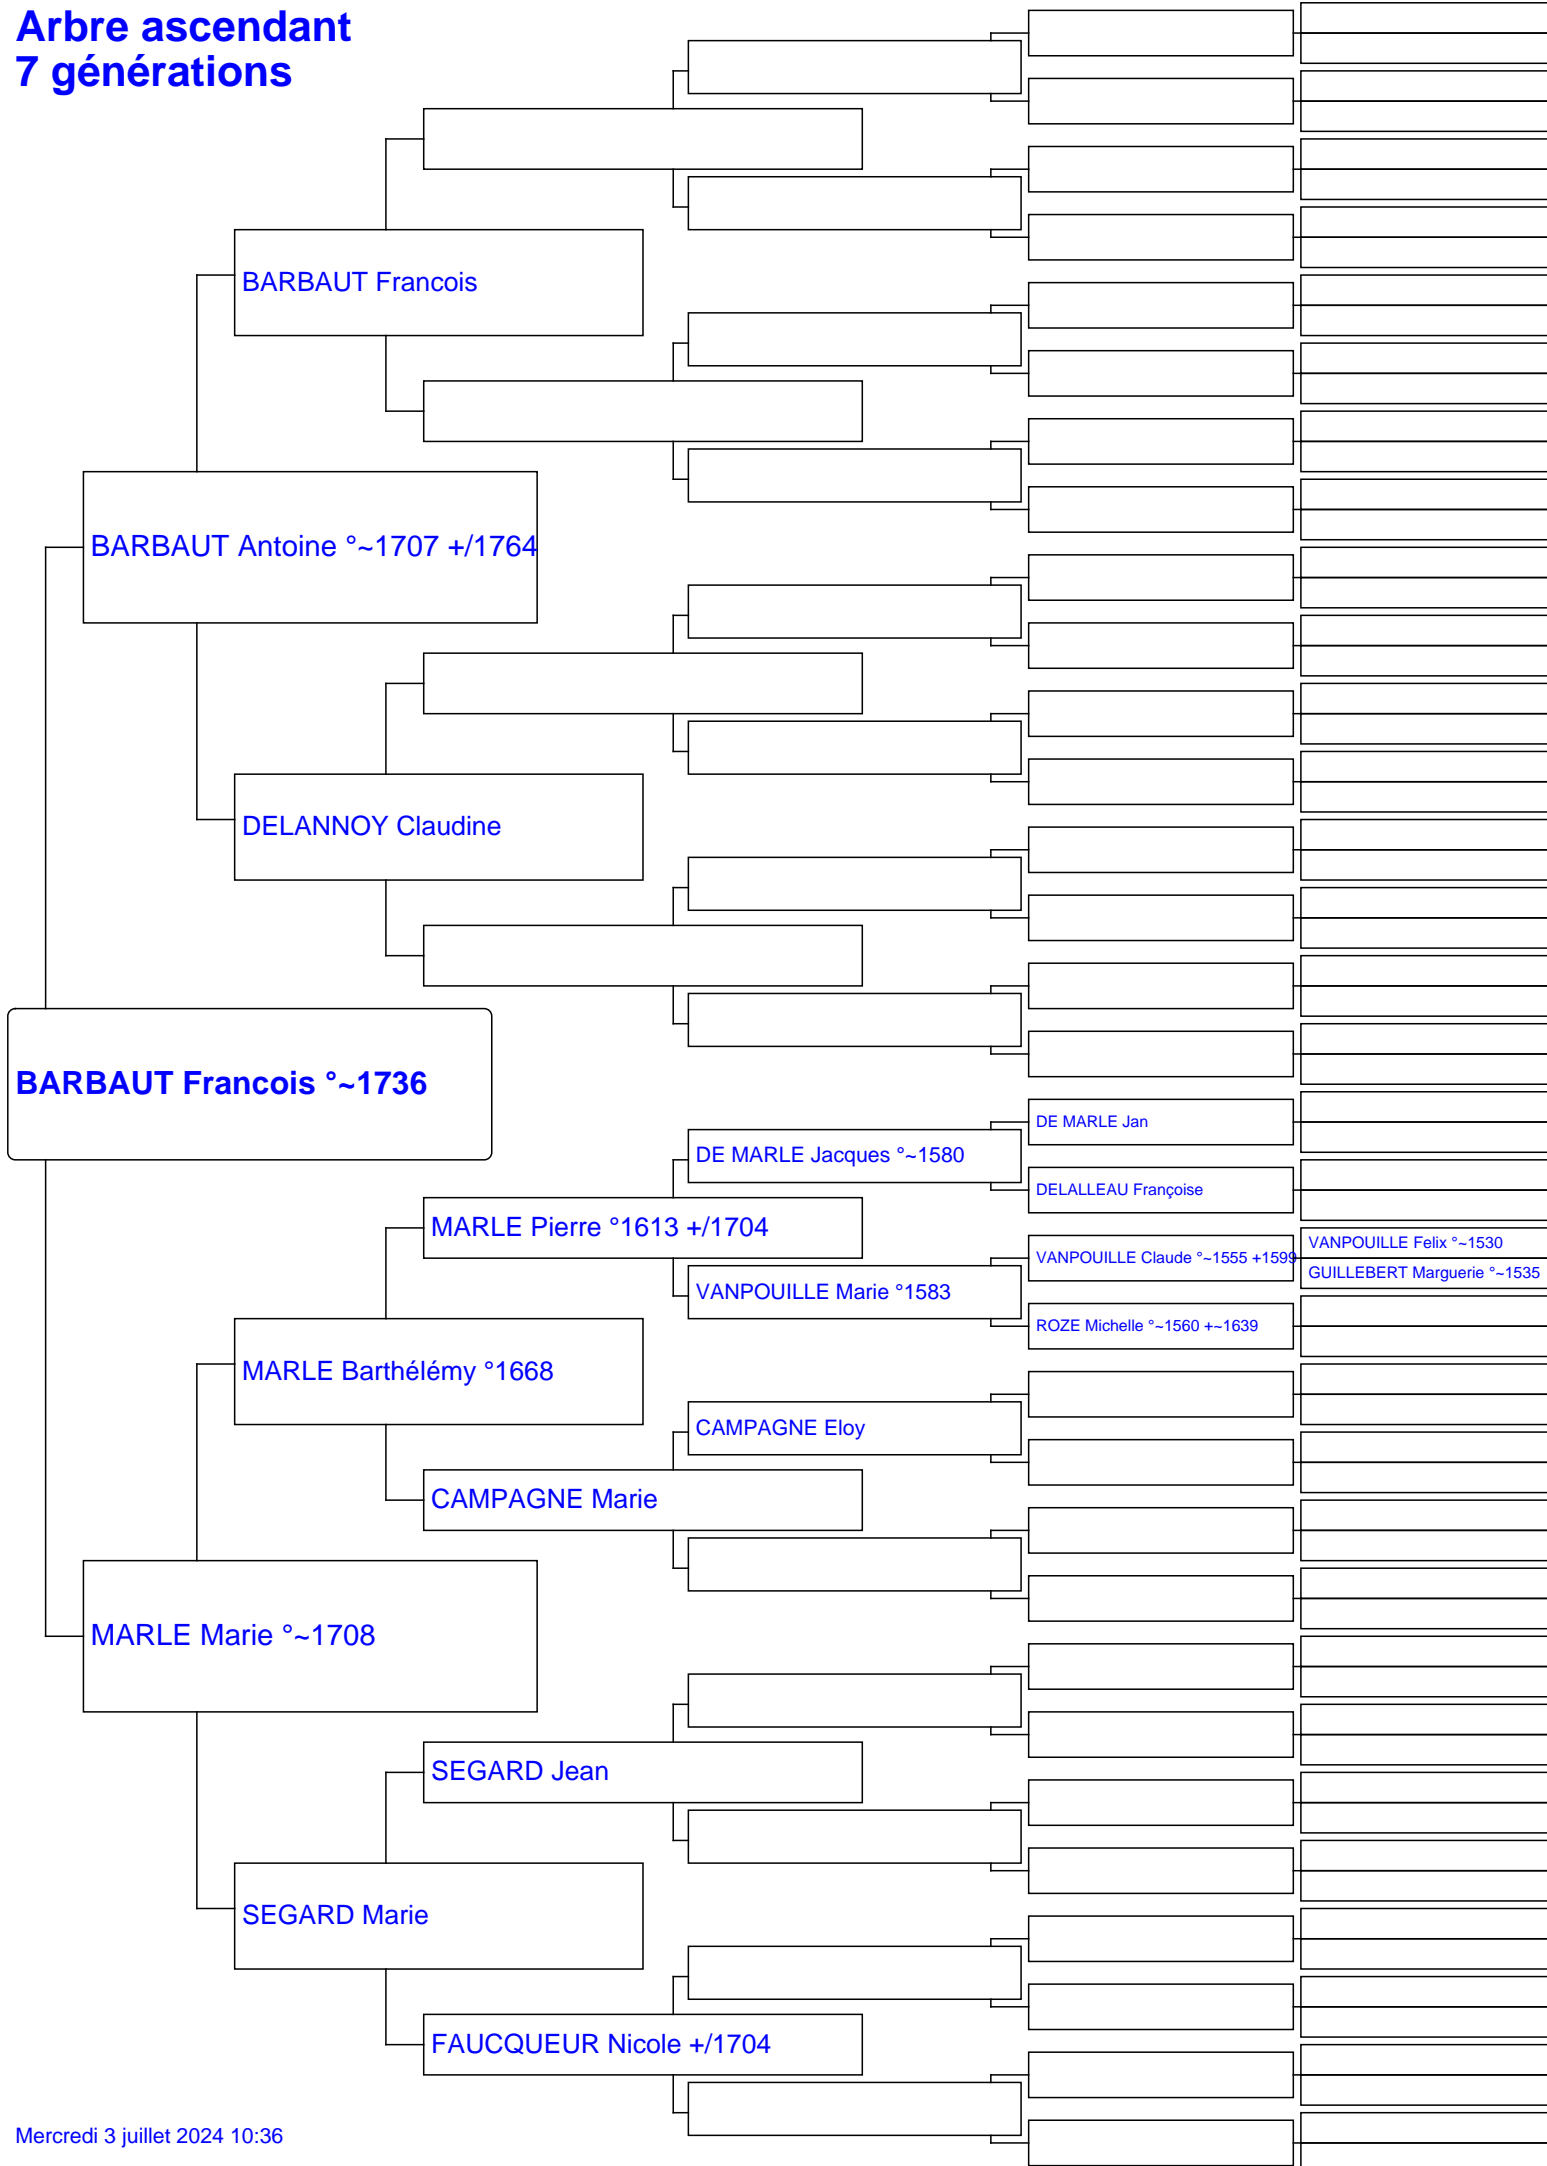 Arbre ascendant
7 générations
BARBAUT Francois
BARBAUT Antoine °~1707 +/1764
DELANNOY Claudine
BARBAUT Francois °~1736
DE MARLE Jan
DE MARLE Jacques °~1580
DELALLEAU Françoise
MARLE Pierre °1613 +/1704
VANPOUILLE Felix °~1530
VANPOUILLE Claude °~1555 +1599
GUILLEBERT Marguerie °~1535
VANPOUILLE Marie °1583
ROZE Michelle °~1560 +~1639
MARLE Barthélémy °1668
CAMPAGNE Eloy
CAMPAGNE Marie
MARLE Marie °~1708
SEGARD Jean
SEGARD Marie
FAUCQUEUR Nicole +/1704
Mercredi 3 juillet 2024 10:36